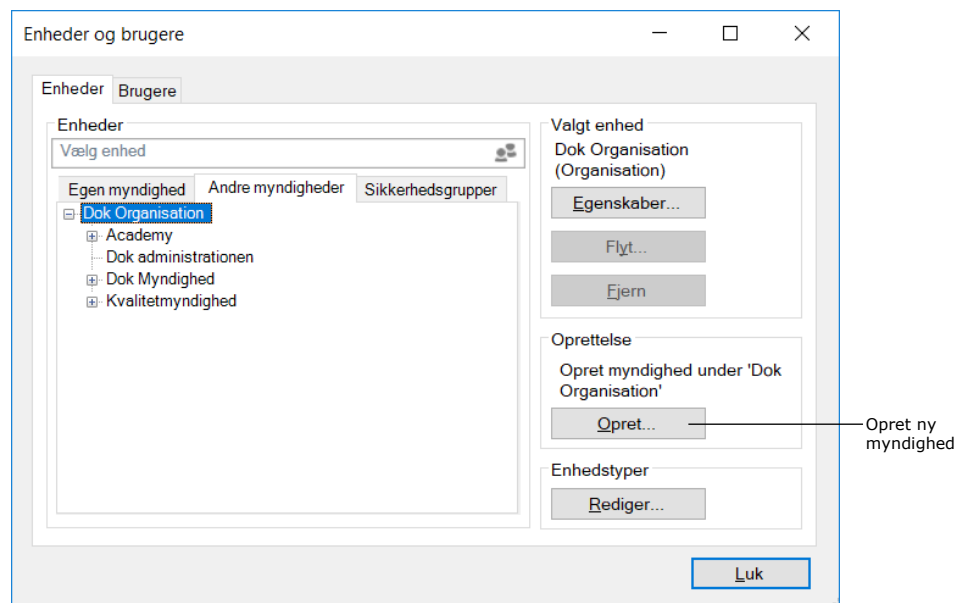 Enheder og brugere
Enheder
Brugere
Enheder
Vælg enhed
Egen myndighed
Andre myndigheder
Sikkerhedsgrupper
Dok Organisation
Academy
Dok administrationen
Dok Myndighed
Kvalitetmyndighed
Valgt enhed
Dok Organisation
(Organisation)
Egenskaber...
Flyt...
Fjern
Oprettelse
Opret myndighed under 'Dok
Organisation'
Opret...
Opret ny
myndighed
Enhedstyper
Rediger...
Luk